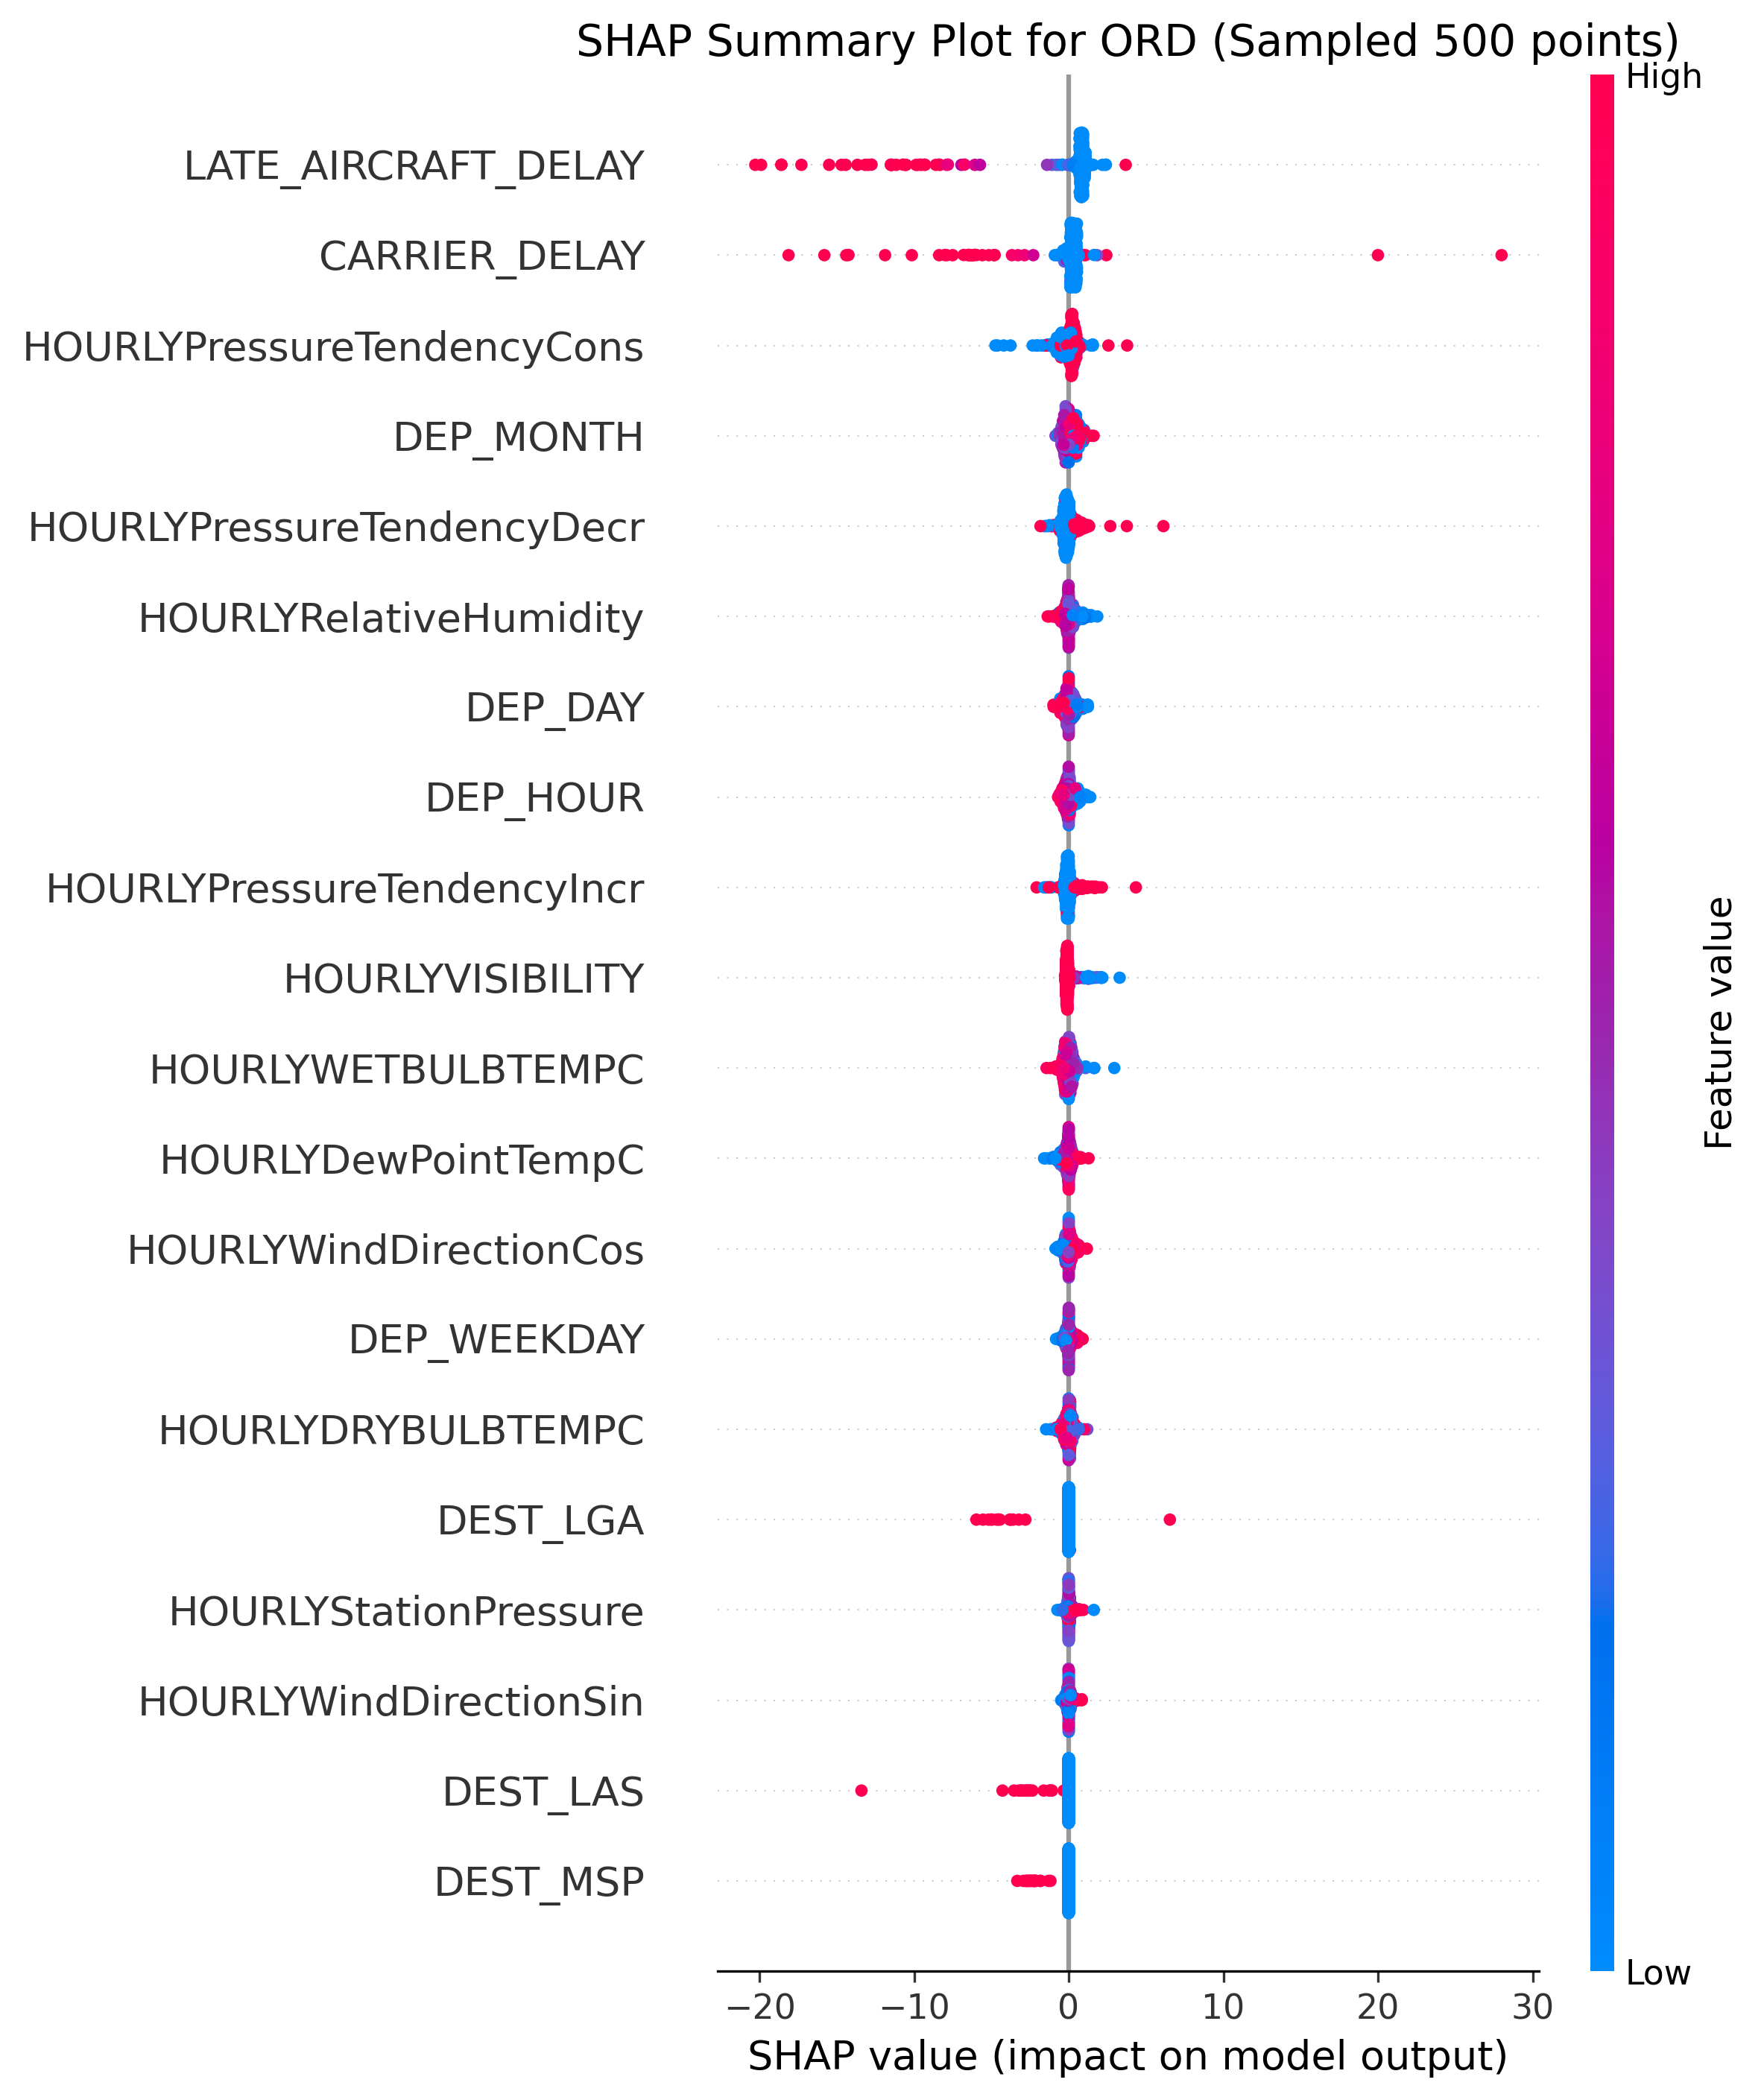 SHAP Summary Plot for ORD (Sampled 500 points)
High
LATE_AIRCRAFT_DELAY
CARRIER_DELAY
HOURLYPressureTendencyCons
DEP_MONTH
HOURLYPressureTendencyDecr
HOURLYRelativeHumidity
DEP_DAY
DEP_HOUR
HOURLYPressureTendencyIncr
HOURLYVISIBILITY
HOURLYWETBULBTEMPC
HOURLYDewPointTempC
HOURLYWindDirectionCos
DEP_WEEKDAY
HOURLYDRYBULBTEMPC
DEST_LGA
HOURLYStationPressure
HOURLYWindDirectionSin
DEST_LAS
DEST_MSP
Feature value
Low
−20 −10 0 10 20 30
SHAP value (impact on model output)